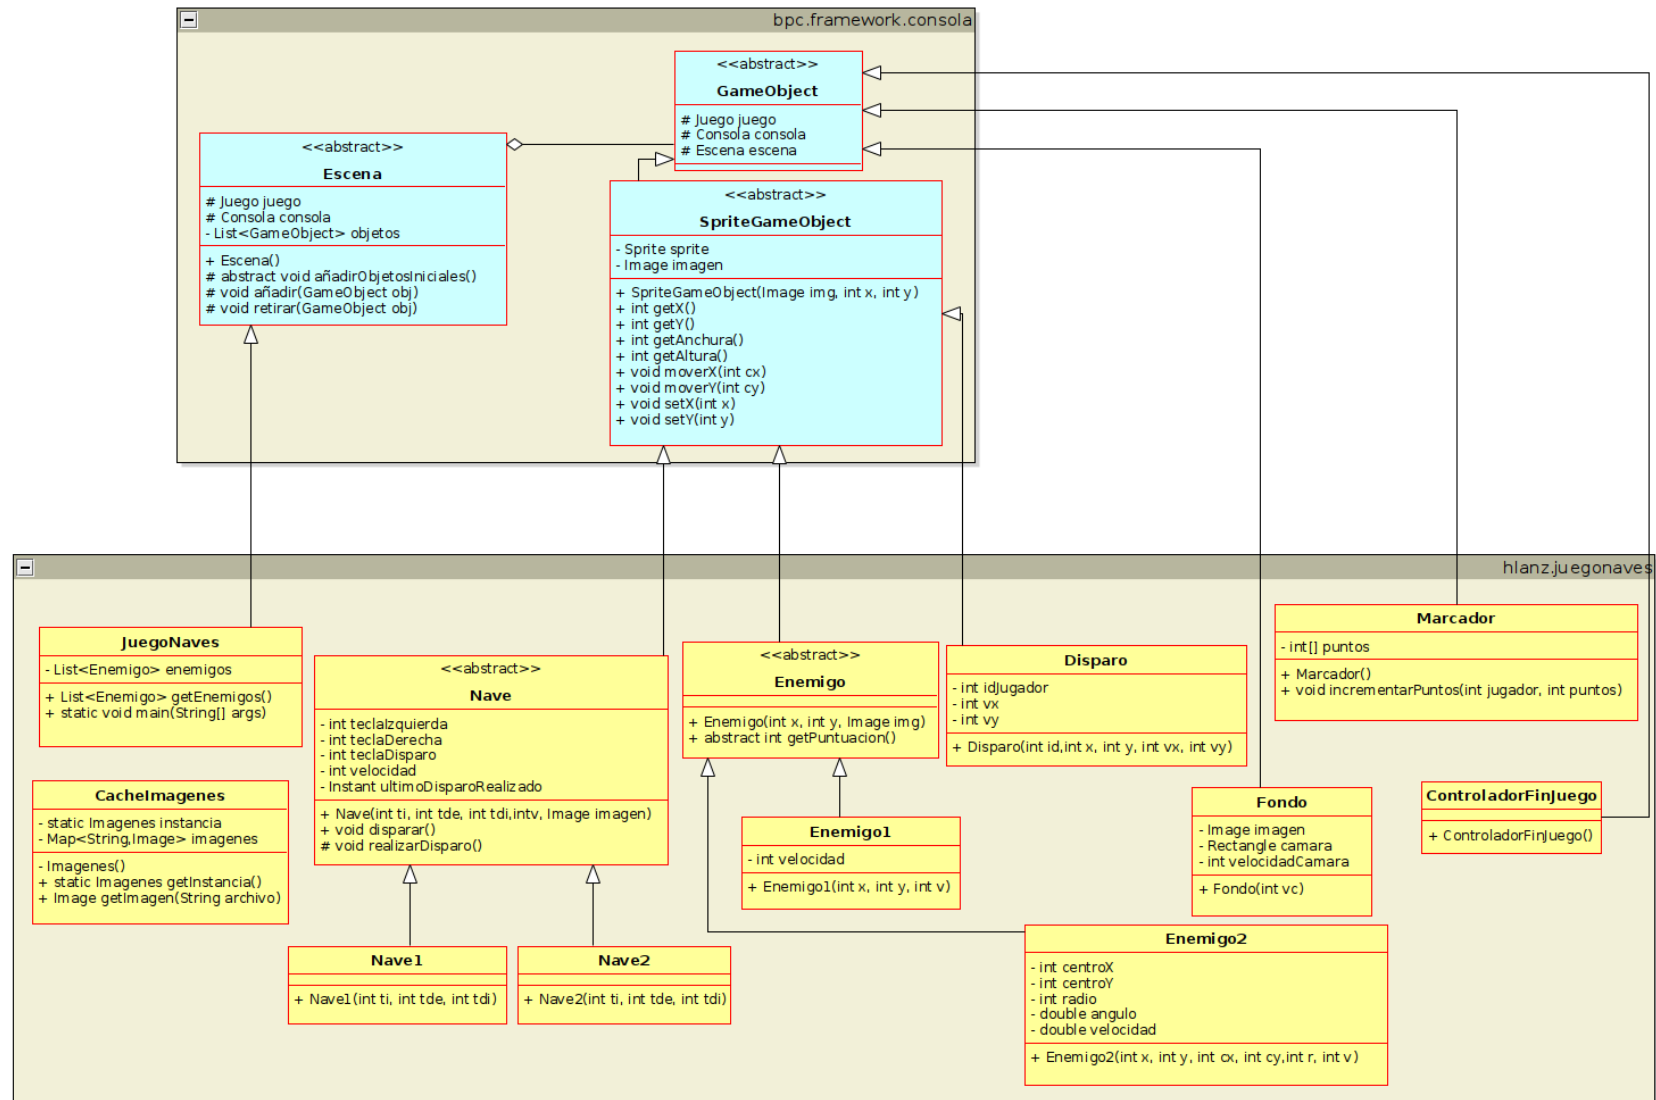 bpc.framework.consola
<<abstract>>
GameObject
# Juego juego
# Consola consola
# Escena escena
<<abstract>>
Escena
# Juego juego
# Consola consola
- List<GameObject> objetos
+ Escena()
# abstract void añadirObjetosIniciales()
# void añadir(GameObject obj)
# void retirar(GameObject obj)
<<abstract>>
SpriteGameObject
- Sprite sprite
- Image imagen
+ SpriteGameObject(Image img, int x, int y)
+ int getX()
+ int getY()
+ int getAnchura()
+ int getAltura()
+ void moverX(int cx)
+ void moverY(int cy)
+ void setX(int x)
+ void setY(int y)
hlanz.juegonaves
JuegoNaves
- List<Enemigo> enemigos
+ List<Enemigo> getEnemigos()
+ static void main(String[] args)
CacheImagenes
- static Imagenes instancia
- Map<String,Image> imagenes
- Imagenes()
+ static Imagenes getInstancia()
+ Image getImagen(String archivo)
<<abstract>>
Nave
- int teclaIzquierda
- int teclaDerecha
- int teclaDisparo
- int velocidad
- Instant ultimoDisparoRealizado
+ Nave(int ti, int tde, int tdi,intv, Image imagen)
+ void disparar()
# void realizarDisparo()
Nave1
+ Nave1(int ti, int tde, int tdi)
Nave2
+ Nave2(int ti, int tde, int tdi)
<<abstract>>
Enemigo
+ Enemigo(int x, int y, Image img)
+ abstract int getPuntuacion()
Enemigo1
- int velocidad
+ Enemigo1(int x, int y, int v)
Disparo
- int idJugador
- int vx
- int vy
+ Disparo(int id,int x, int y, int vx, int vy)
Marcador
- int[] puntos
+ Marcador()
+ void incrementarPuntos(int jugador, int puntos)
Fondo
- Image imagen
- Rectangle camara
- int velocidadCamara
+ Fondo(int vc)
ControladorFinJuego
+ ControladorFinJuego()
Enemigo2
- int centroX
- int centroY
- int radio
- double angulo
- double velocidad
+ Enemigo2(int x, int y, int cx, int cy,int r, int v)